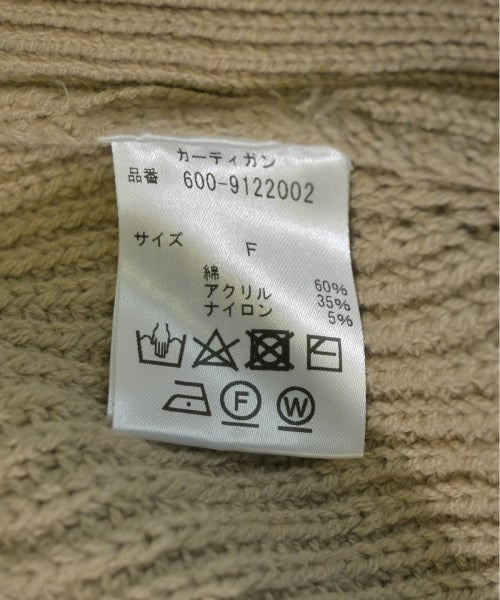 カーディガン
品番 600-9122002
サイズ F
綿 60%
アクリル 35%
ナイロン 5%
F W